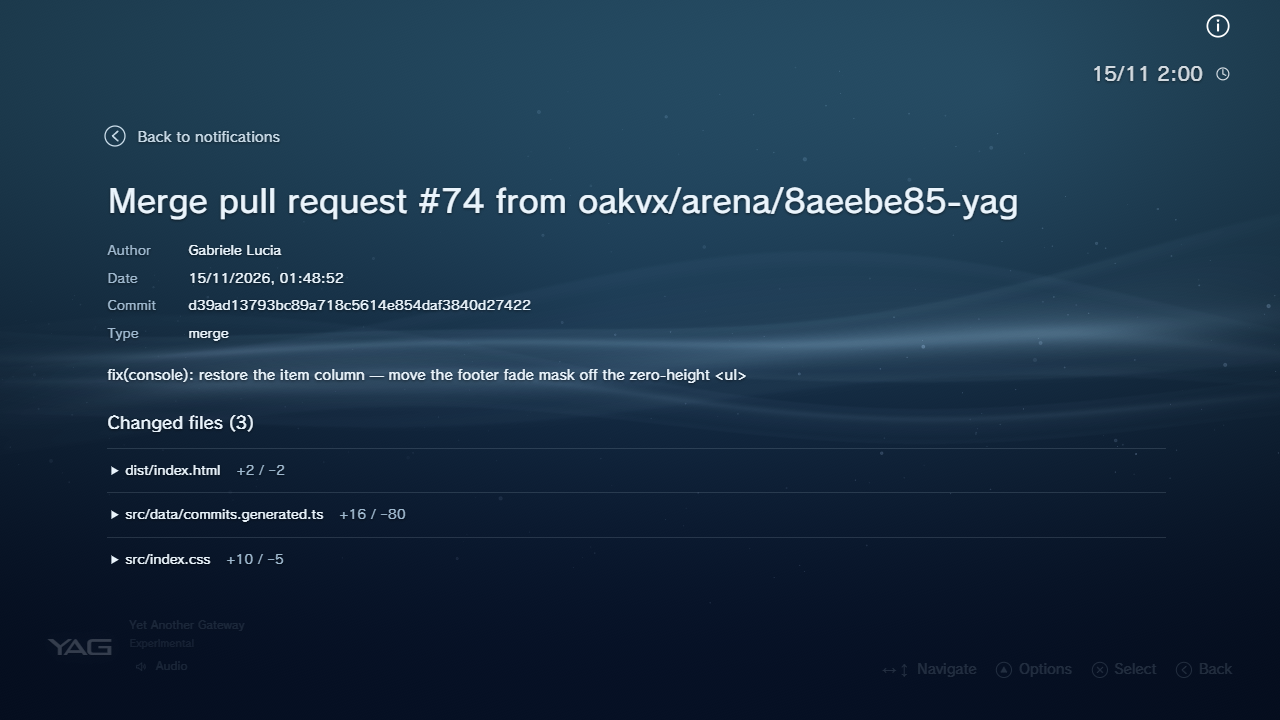 15/11 2:00
Back to notifications
Merge pull request #74 from oakvx/arena/8aeebe85-yag
Author Gabriele Lucia
Date 15/11/2026, 01:48:52
Commit d39ad13793bc89a718c5614e854daf3840d27422
Type merge
fix(console): restore the item column — move the footer fade mask off the zero-height <ul>
Changed files (3)
dist/index.html +2 / −2
src/data/commits.generated.ts +16 / −80
src/index.css +10 / −5
Yet Another Gateway
YAG
Experimental
Audio
Navigate Options Select Back